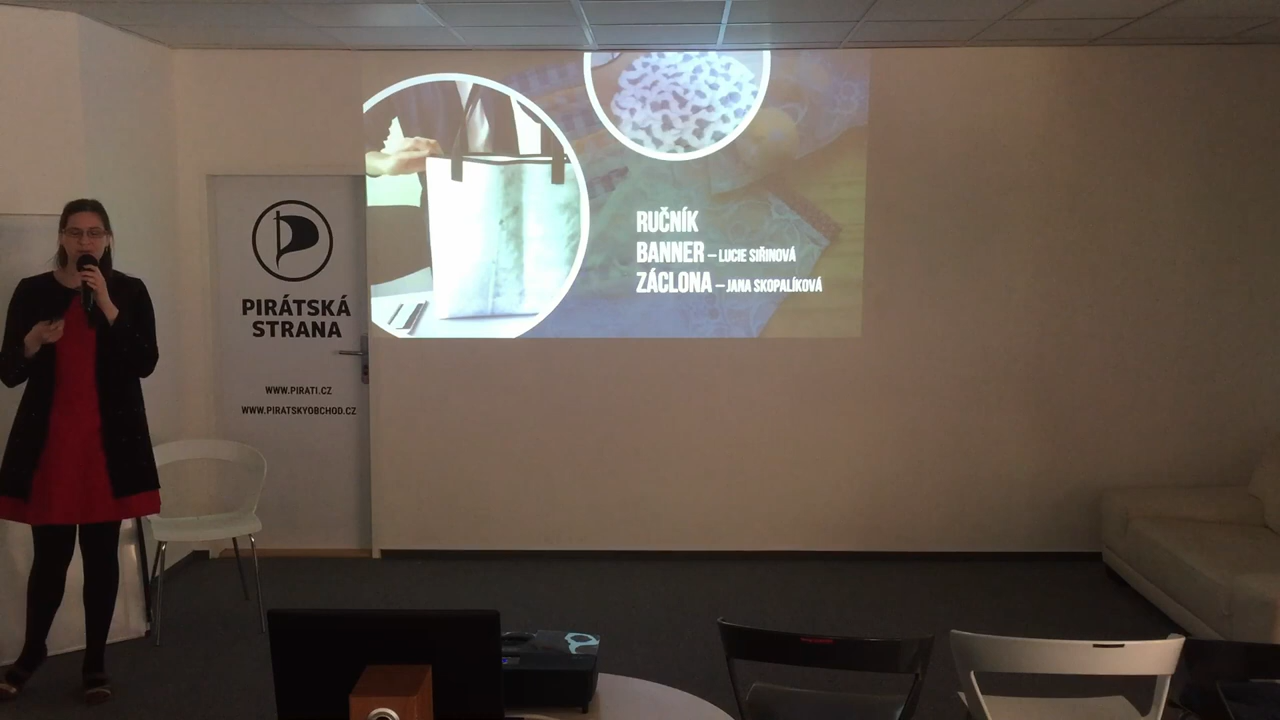 PIRÁTSKÁ
STRANA
WWW.PIRATI.CZ
WWW.PIRATSKYOBCHOD.CZ
RUČNÍK
BANNER – LUCIE SIŘINOVÁ
ZÁCLONA – JANA SKOPALÍKOVÁ